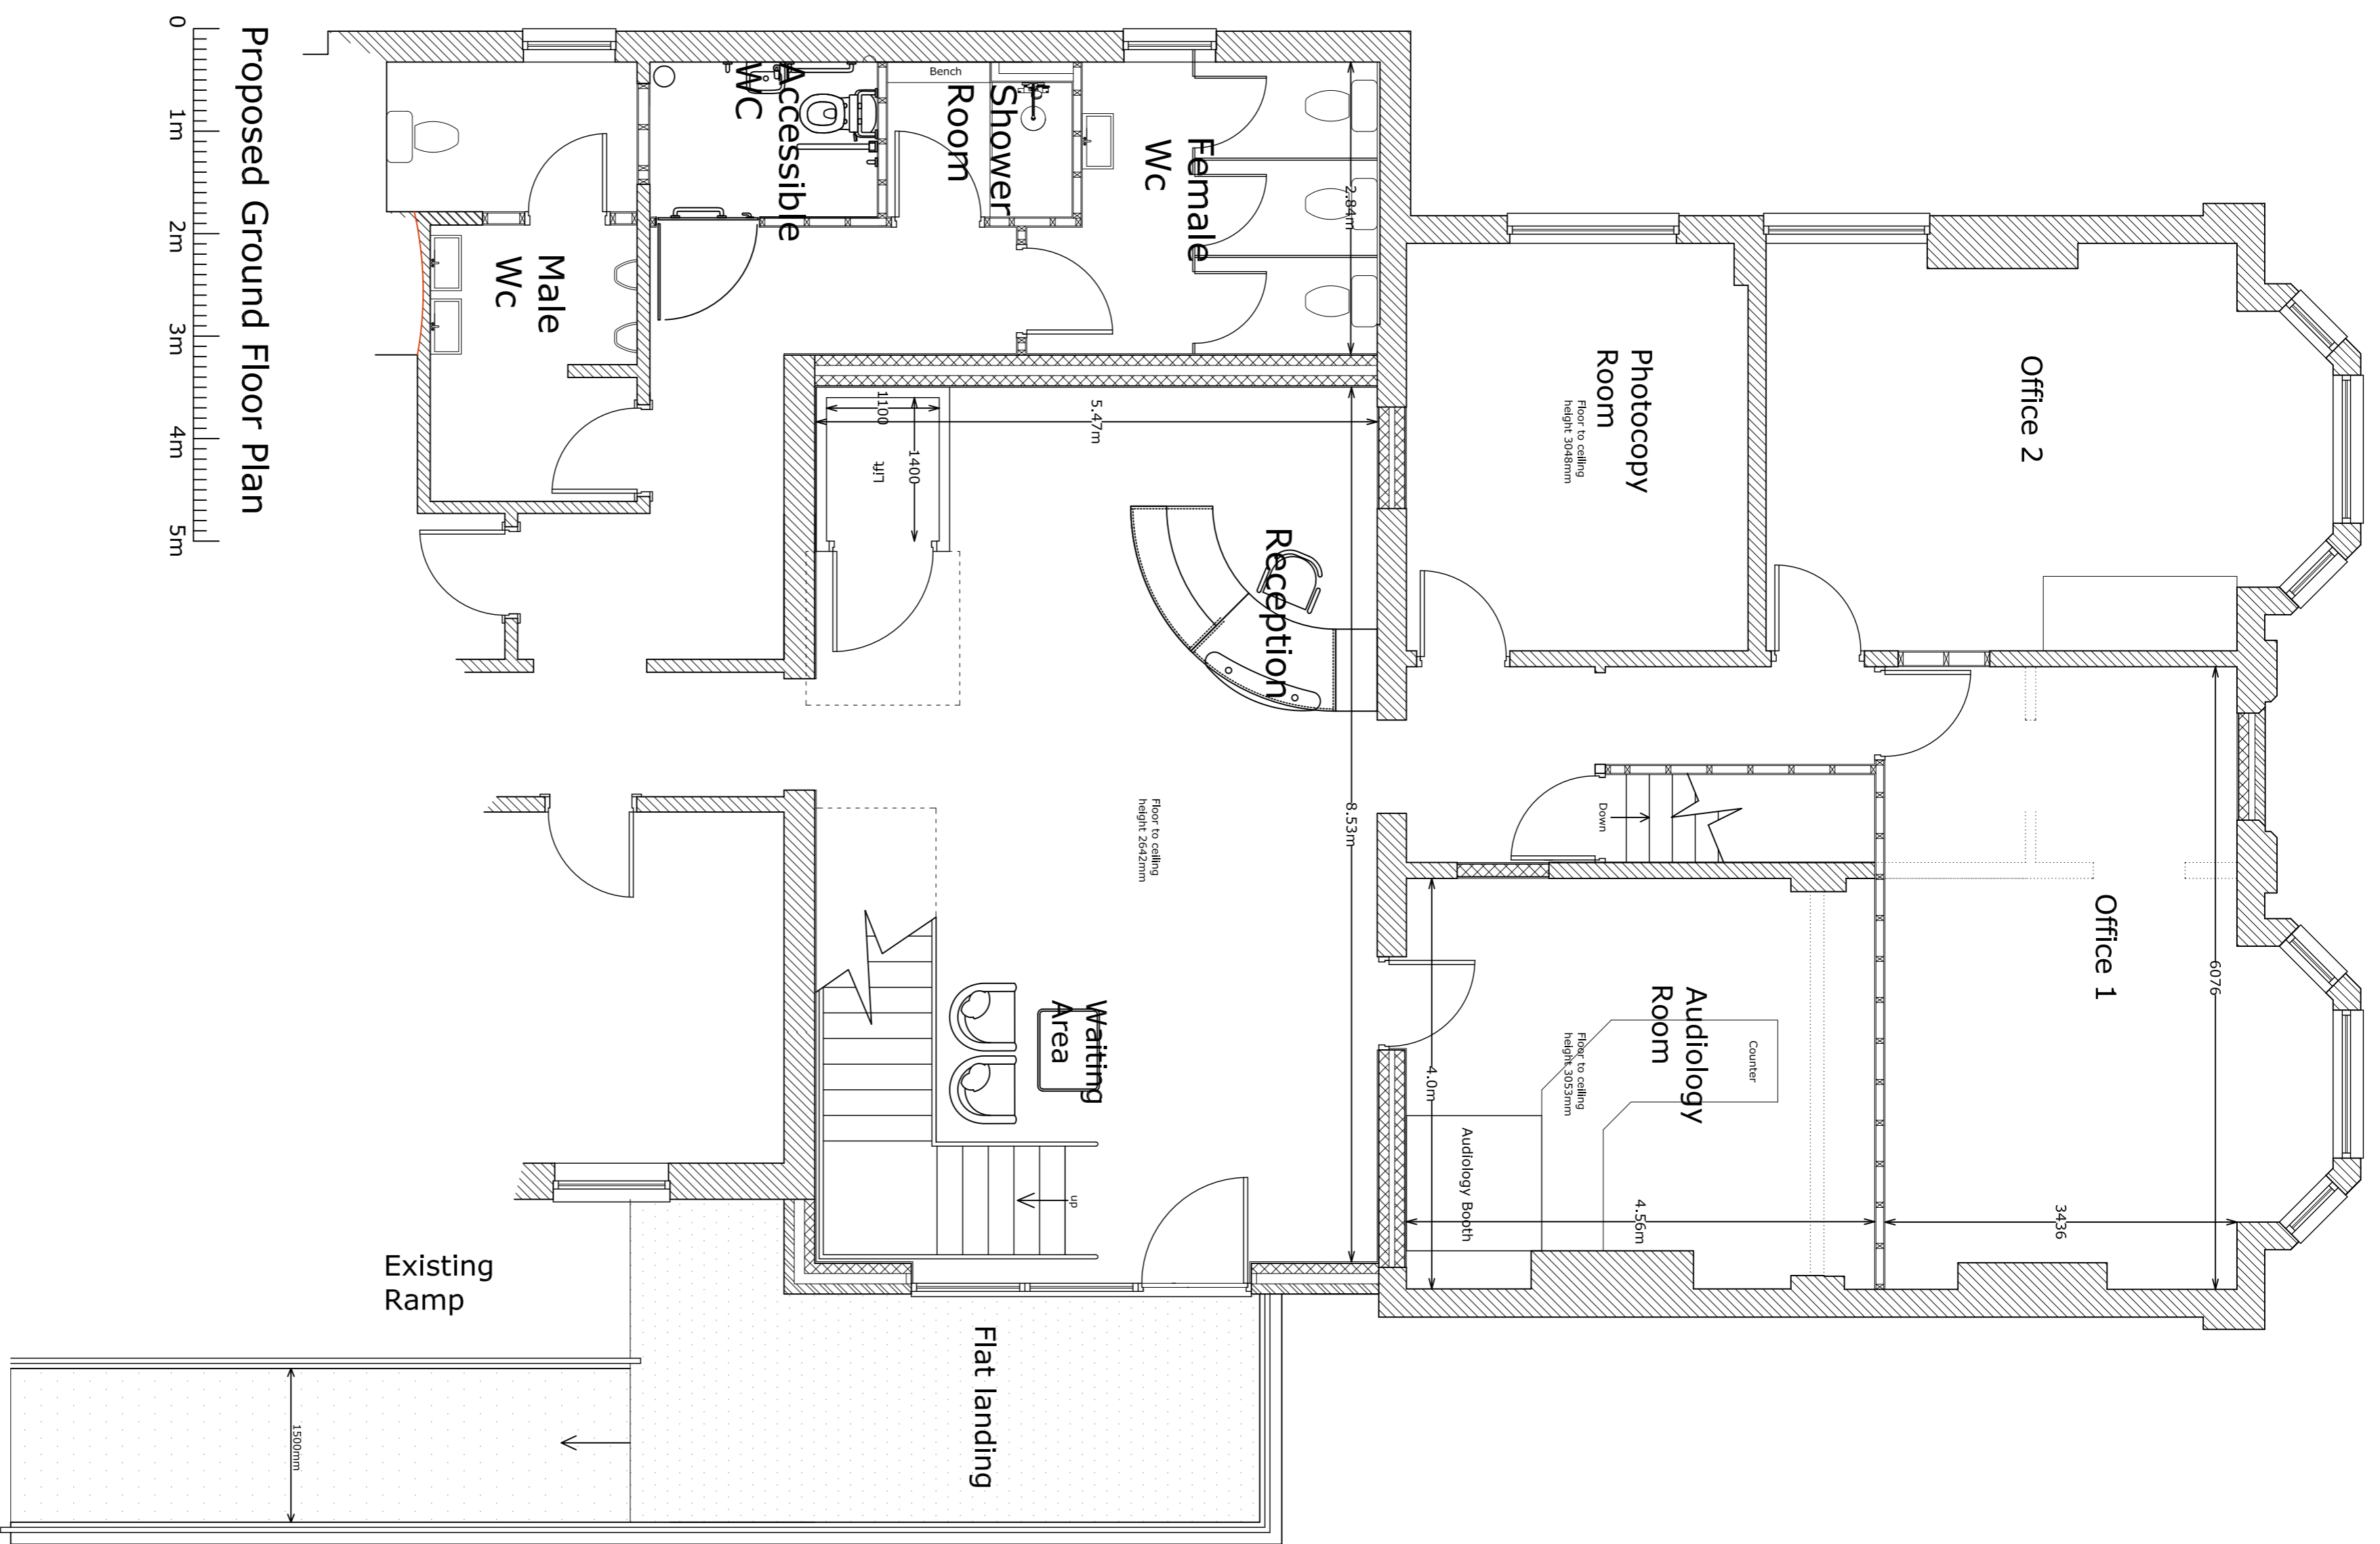 Proposed Ground Floor Plan
0
1m
2m
3m
4m
5m
Male
Wc
Accessible
WC
Bench
Shower
Room
Female
Wc
2.84m
Photocopy
Room
Floor to ceiling
height 3048mm
Office 2
1100
1400
Lift
5.47m
Reception
8.53m
Floor to ceiling
height 2642mm
Down
Office 1
6076
3436
Audiology
Room
Floor to ceiling
height 3053mm
Counter
4.0m
4.56m
Audiology Booth
Waiting
Area
up
Existing
Ramp
Flat landing
1500mm